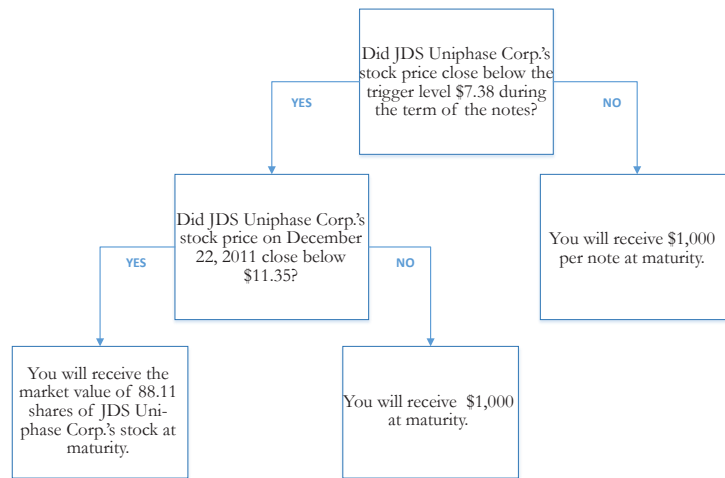 Did JDS Uniphase Corp.'s
stock price close below the
trigger level $7.38 during
the term of the notes?
YES
NO
Did JDS Uniphase Corp.'s
stock price on December
22, 2011 close below
$11.35?
You will receive $1,000
per note at maturity.
YES
NO
You will receive the
market value of 88.11
shares of JDS Uni-
phase Corp.'s stock at
maturity.
You will receive $1,000
at maturity.